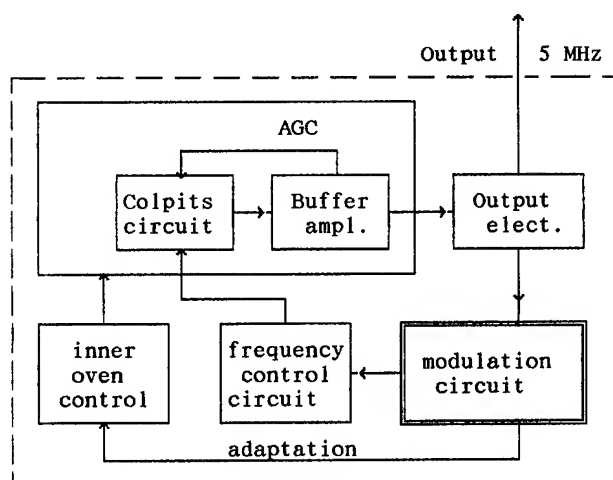 Output 5 MHz
AGC
Colpits
circuit
Buffer
ampl.
Output
elect.
inner
oven
control
frequency
control
circuit
modulation
circuit
adaptation